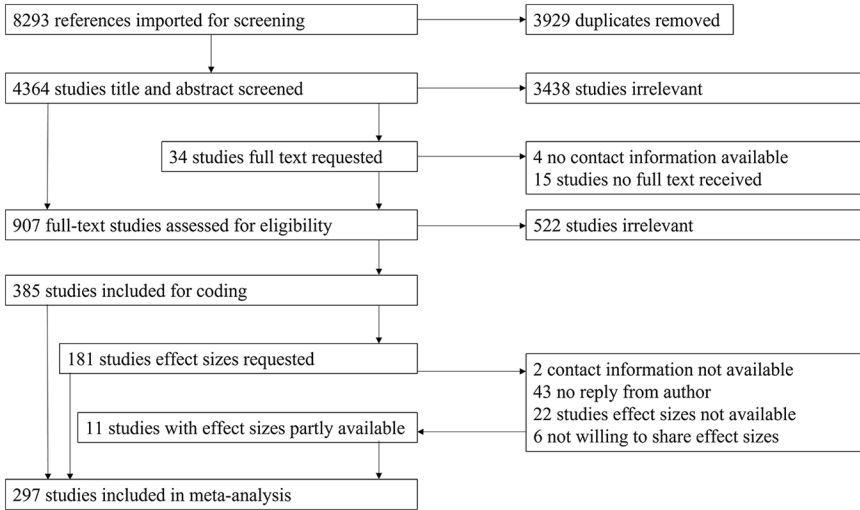 8293 references imported for screening
3929 duplicates removed
4364 studies title and abstract screened
3438 studies irrelevant
34 studies full text requested
4 no contact information available
15 studies no full text received
907 full-text studies assessed for eligibility
522 studies irrelevant
385 studies included for coding
181 studies effect sizes requested
2 contact information not available
43 no reply from author
22 studies effect sizes not available
6 not willing to share effect sizes
11 studies with effect sizes partly available
297 studies included in meta-analysis